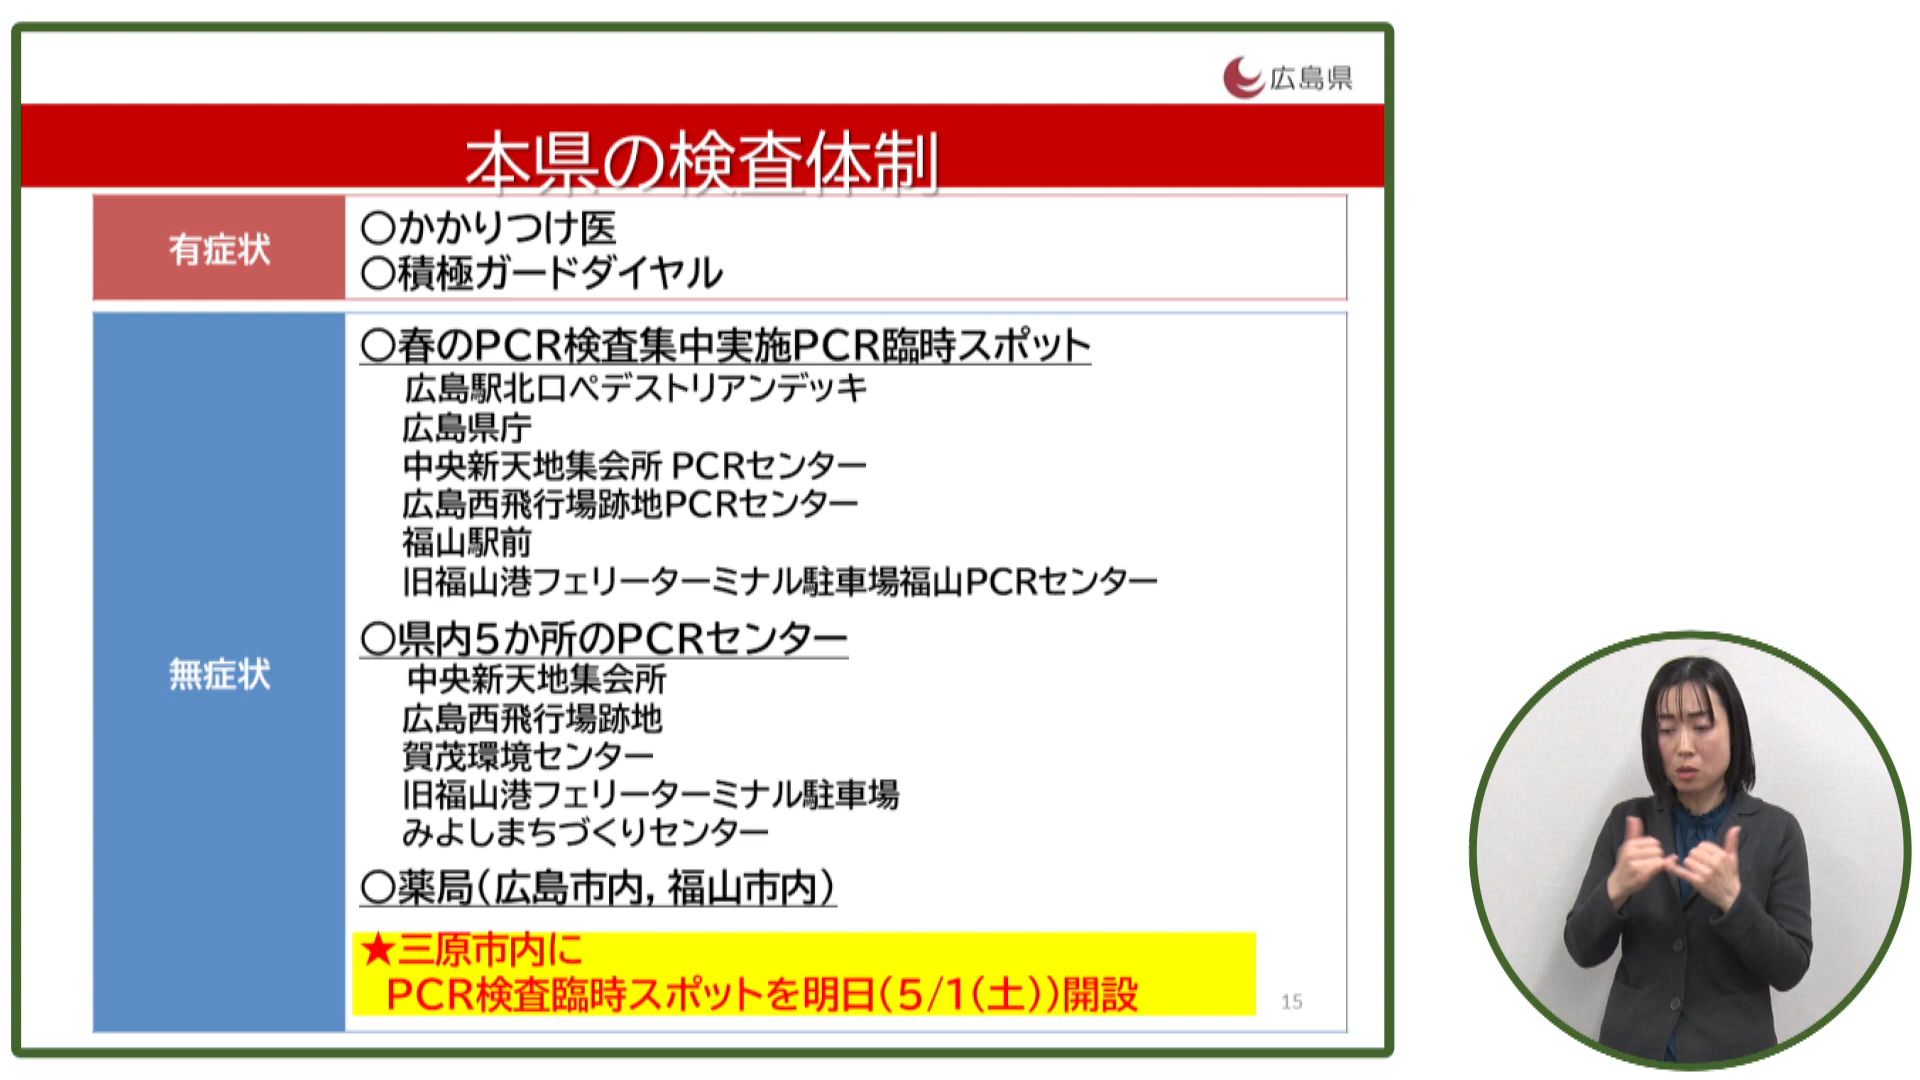 広島県
本県の検査体制
有症状
○かかりつけ医
○積極ガードダイヤル
無症状
○春のPCR検査集中実施PCR臨時スポット
広島駅北口ペデストリアンデッキ
広島県庁
中央新天地集会所 PCRセンター
広島西飛行場跡地PCRセンター
福山駅前
旧福山港フェリーターミナル駐車場福山PCRセンター
○県内5か所のPCRセンター
中央新天地集会所
広島西飛行場跡地
賀茂環境センター
旧福山港フェリーターミナル駐車場
みよしまちづくりセンター
○薬局(広島市内, 福山市内)
★三原市内に
PCR検査臨時スポットを明日(5/1(土))開設
15